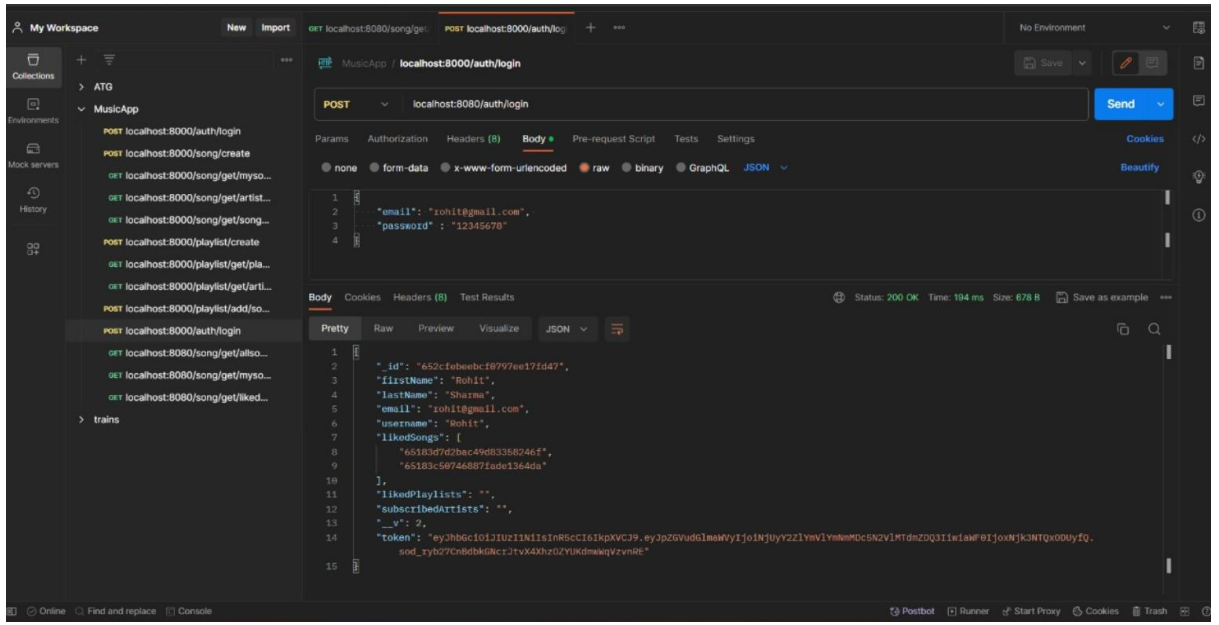 My Workspace New Import GET localhost:8080/song/get POST localhost:8000/auth/log No Environment
Collections
Environments
Mock servers
History
ATG
MusicApp
POST localhost:8000/auth/login
POST localhost:8000/song/create
GET localhost:8000/song/get/myso...
GET localhost:8000/song/get/artist...
GET localhost:8000/song/get/song...
POST localhost:8000/playlist/create
GET localhost:8000/playlist/get/pla...
GET localhost:8000/playlist/get/arti...
POST localhost:8000/playlist/add/so...
POST localhost:8000/auth/login
GET localhost:8080/song/get/allso...
GET localhost:8080/song/get/myso...
GET localhost:8080/song/get/liked...
trains
MusicApp / localhost:8000/auth/login Save
POST localhost:8080/auth/login Send
Params Authorization Headers (8) Body Pre-request Script Tests Settings Cookies
none form-data x-www-form-urlencoded raw binary GraphQL JSON Beautify
1 {
2 "email": "rohit@gmail.com",
3 "password" : "12345678"
4 }
Body Cookies Headers (8) Test Results Status: 200 OK Time: 194 ms Size: 678 B Save as example
Pretty Raw Preview Visualize JSON
1 {
2 "_id": "652cfebeebcf0797ee17fd47",
3 "firstName": "Rohit",
4 "lastName": "Sharma",
5 "email": "rohit@gmail.com",
6 "username": "Rohit",
7 "likedSongs": [
8 "65183d7d2bac49d83358246f",
9 "65183c50746887fade1364da"
10 ],
11 "likedPlaylists": "",
12 "subscribedArtists": "",
13 "__v": 2,
14 "token":
15 }
Online Find and replace Console Postbot Runner Start Proxy Cookies Trash